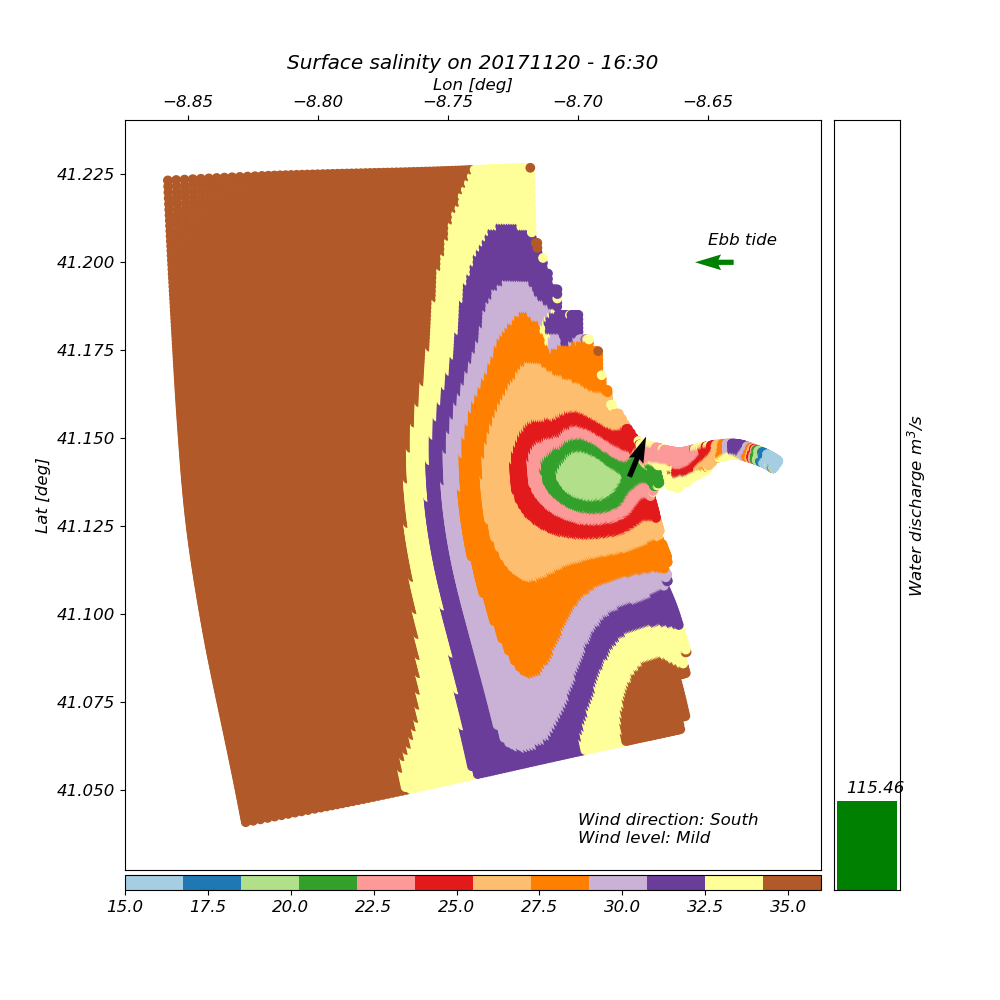 Surface salinity on 20171120 - 16:30
Lon [deg]
−8.85 −8.80 −8.75 −8.70 −8.65
41.225
41.200
41.175
41.150
41.125
41.100
41.075
41.050
Lat [deg]
Ebb tide
Wind direction: South
Wind level: Mild
Water discharge m³/s
115.46
15.0 17.5 20.0 22.5 25.0 27.5 30.0 32.5 35.0